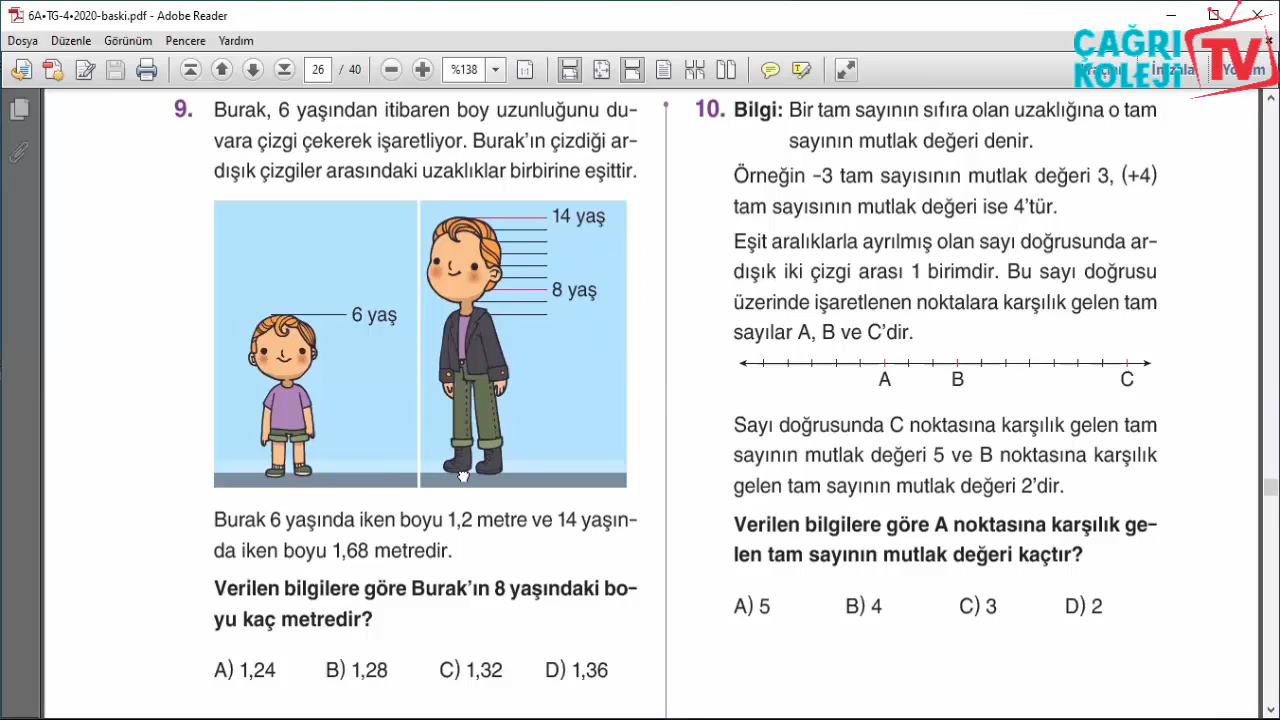 6A•TG-4•2020-baski.pdf - Adobe Reader
Dosya Düzenle Görünüm Pencere Yardım
26 / 40
%138
ÇAĞRI
KOLEJİ
TV
9. Burak, 6 yaşından itibaren boy uzunluğunu du-
vara çizgi çekerek işaretliyor. Burak’ın çizdiği ar-
dışık çizgiler arasındaki uzaklıklar birbirine eşittir.
6 yaş
14 yaş
8 yaş
Burak 6 yaşında iken boyu 1,2 metre ve 14 yaşın-
da iken boyu 1,68 metredir.
Verilen bilgilere göre Burak’ın 8 yaşındaki bo-
yu kaç metredir?
A) 1,24 B) 1,28 C) 1,32 D) 1,36
10. Bilgi: Bir tam sayının sıfıra olan uzaklığına o tam
sayının mutlak değeri denir.
Örneğin -3 tam sayısının mutlak değeri 3, (+4)
tam sayısının mutlak değeri ise 4’tür.
Eşit aralıklarla ayrılmış olan sayı doğrusunda ar-
dışık iki çizgi arası 1 birimdir. Bu sayı doğrusu
üzerinde işaretlenen noktalara karşılık gelen tam
sayılar A, B ve C’dir.
A B C
Sayı doğrusunda C noktasına karşılık gelen tam
sayının mutlak değeri 5 ve B noktasına karşılık
gelen tam sayının mutlak değeri 2’dir.
Verilen bilgilere göre A noktasına karşılık ge-
len tam sayının mutlak değeri kaçtır?
A) 5 B) 4 C) 3 D) 2